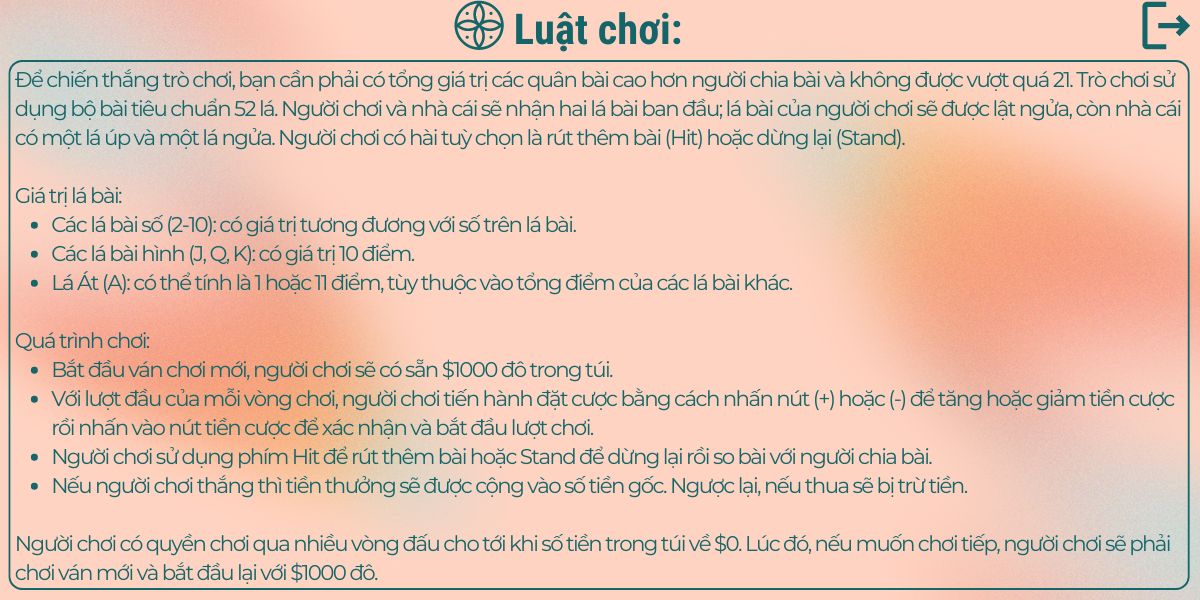 Luật chơi:
Để chiến thắng trò chơi, bạn cần phải có tổng giá trị các quân bài cao hơn người chia bài và không được vượt quá 21. Trò chơi sử
dụng bộ bài tiêu chuẩn 52 lá. Người chơi và nhà cái sẽ nhận hai lá bài ban đầu; lá bài của người chơi sẽ được lật ngửa, còn nhà cái
có một lá úp và một lá ngửa. Người chơi có hài tuỳ chọn là rút thêm bài (Hit) hoặc dừng lại (Stand).
Giá trị lá bài:
• Các lá bài số (2-10): có giá trị tương đương với số trên lá bài.
• Các lá bài hình (J, Q, K): có giá trị 10 điểm.
• Lá Át (A): có thể tính là 1 hoặc 11 điểm, tùy thuộc vào tổng điểm của các lá bài khác.
Quá trình chơi:
• Bắt đầu ván chơi mới, người chơi sẽ có sẵn $1000 đô trong túi.
• Với lượt đầu của mỗi vòng chơi, người chơi tiến hành đặt cược bằng cách nhấn nút (+) hoặc (-) để tăng hoặc giảm tiền cược
rồi nhấn vào nút tiền cược để xác nhận và bắt đầu lượt chơi.
• Người chơi sử dụng phím Hit để rút thêm bài hoặc Stand để dừng lại rồi so bài với người chia bài.
• Nếu người chơi thắng thì tiền thưởng sẽ được cộng vào số tiền gốc. Ngược lại, nếu thua sẽ bị trừ tiền.
Người chơi có quyền chơi qua nhiều vòng đấu cho tới khi số tiền trong túi về $0. Lúc đó, nếu muốn chơi tiếp, người chơi sẽ phải
chơi ván mới và bắt đầu lại với $1000 đô.